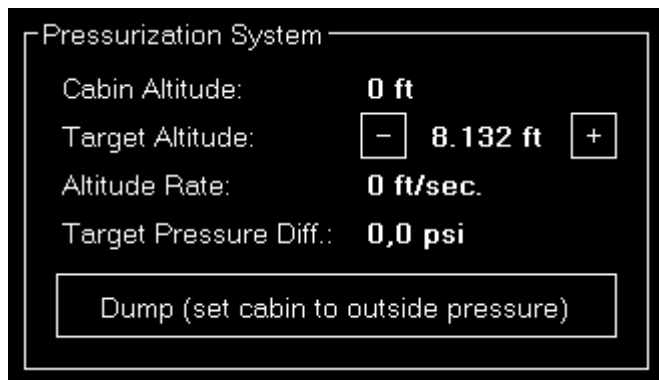 Pressurization System
Cabin Altitude: 0 ft
Target Altitude: - 8.132 ft +
Altitude Rate: 0 ft/sec.
Target Pressure Diff.: 0,0 psi
Dump (set cabin to outside pressure)